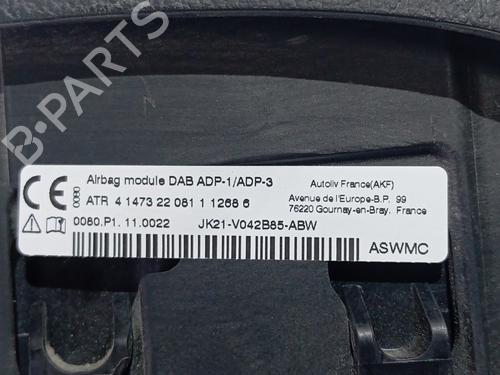 B-PARTS
Airbag module DAB ADP-1/ADP-3
ATR 4 1473 22 081 1 1268 6
0080.P1. 11.0022
JK21-V042B85-ABW
Autoliv France(AKF)
Avenue de l'Europe-B.P. 99
76220 Gournay-en-Bray. France
ASWMC
CE